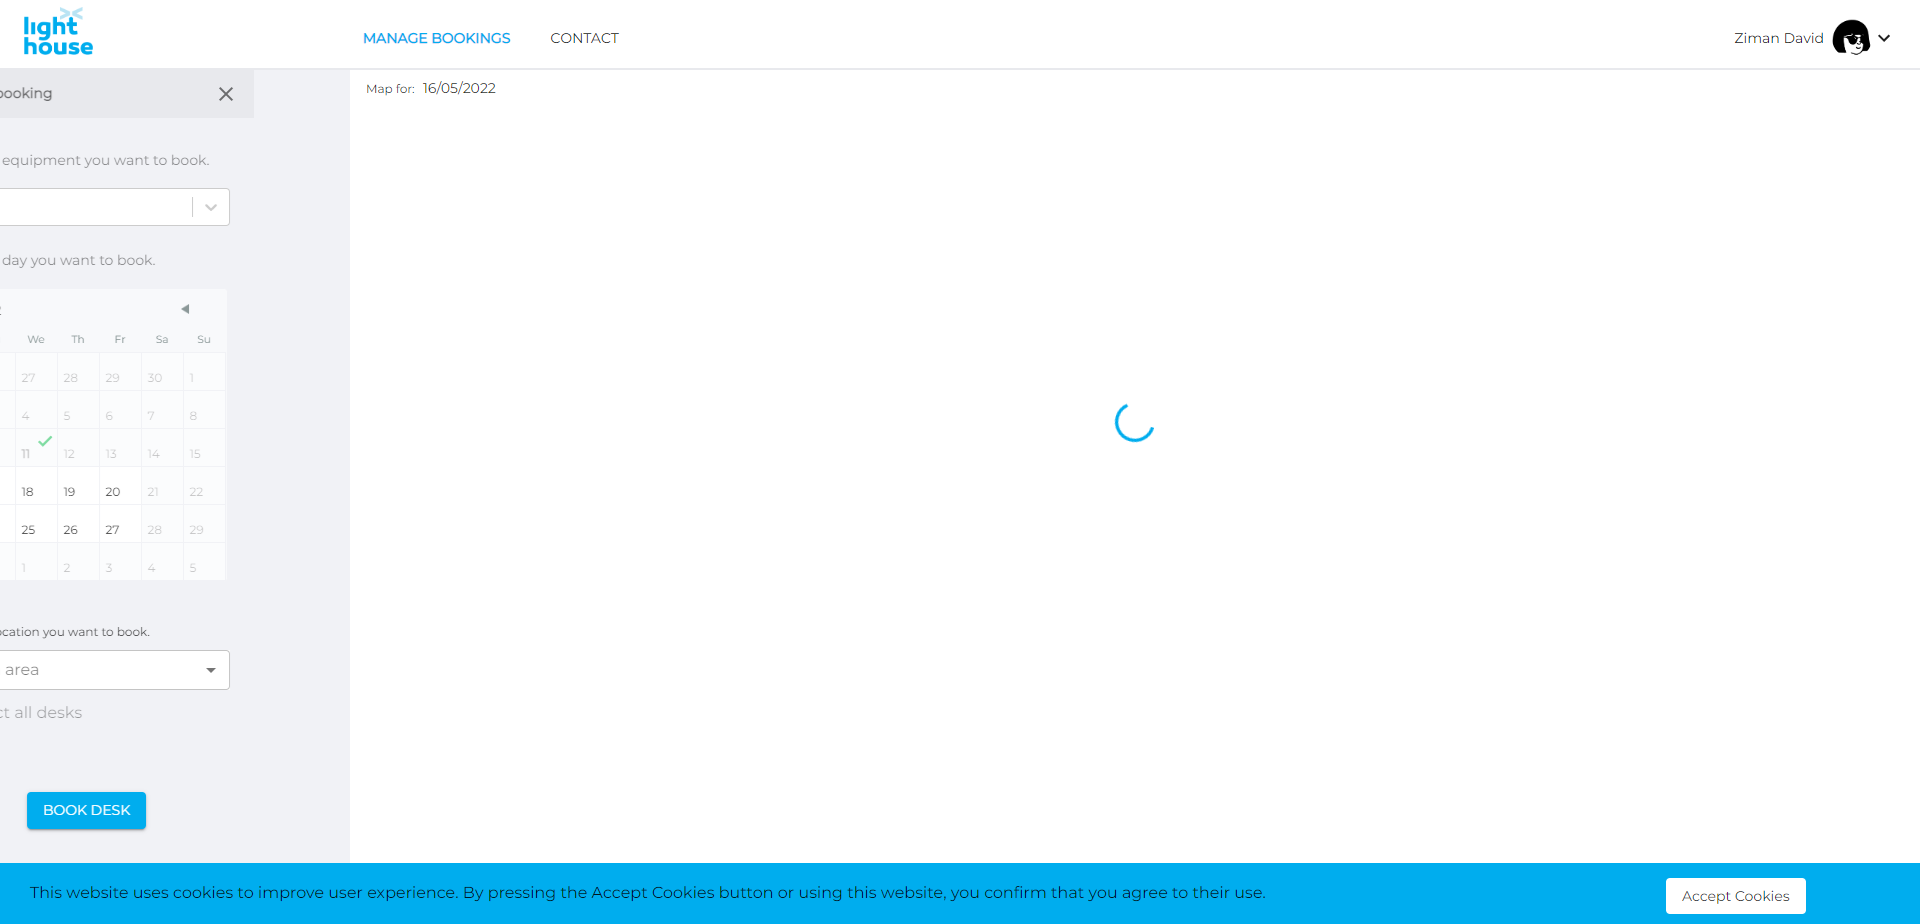 light
house
MANAGE BOOKINGS
CONTACT
Ziman David
ooking
Map for: 16/05/2022
equipment you want to book.
day you want to book.
We Th Fr Sa Su
27 28 29 30 1
4 5 6 7 8
11 12 13 14 15
18 19 20 21 22
25 26 27 28 29
1 2 3 4 5
ocation you want to book.
area
ct all desks
BOOK DESK
This website uses cookies to improve user experience. By pressing the Accept Cookies button or using this website, you confirm that you agree to their use.
Accept Cookies